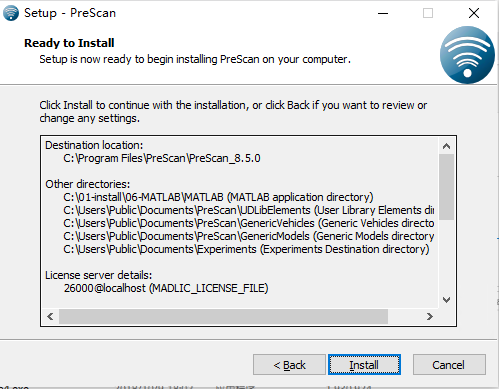 Setup - PreScan
Ready to Install
Setup is now ready to begin installing PreScan on your computer.
Click Install to continue with the installation, or click Back if you want to review or
change any settings.
Destination location:
C:\Program Files\PreScan\PreScan_8.5.0
Other directories:
C:\01-install\06-MATLAB\MATLAB (MATLAB application directory)
C:\Users\Public\Documents\PreScan\UDLibElements (User Library Elements di
C:\Users\Public\Documents\PreScan\GenericVehicles (Generic Vehicles directo
C:\Users\Public\Documents\PreScan\GenericModels (Generic Models directory
C:\Users\Public\Documents\Experiments (Experiments Destination directory)
License server details:
26000@localhost (MADLIC_LICENSE_FILE)
< Back Install Cancel